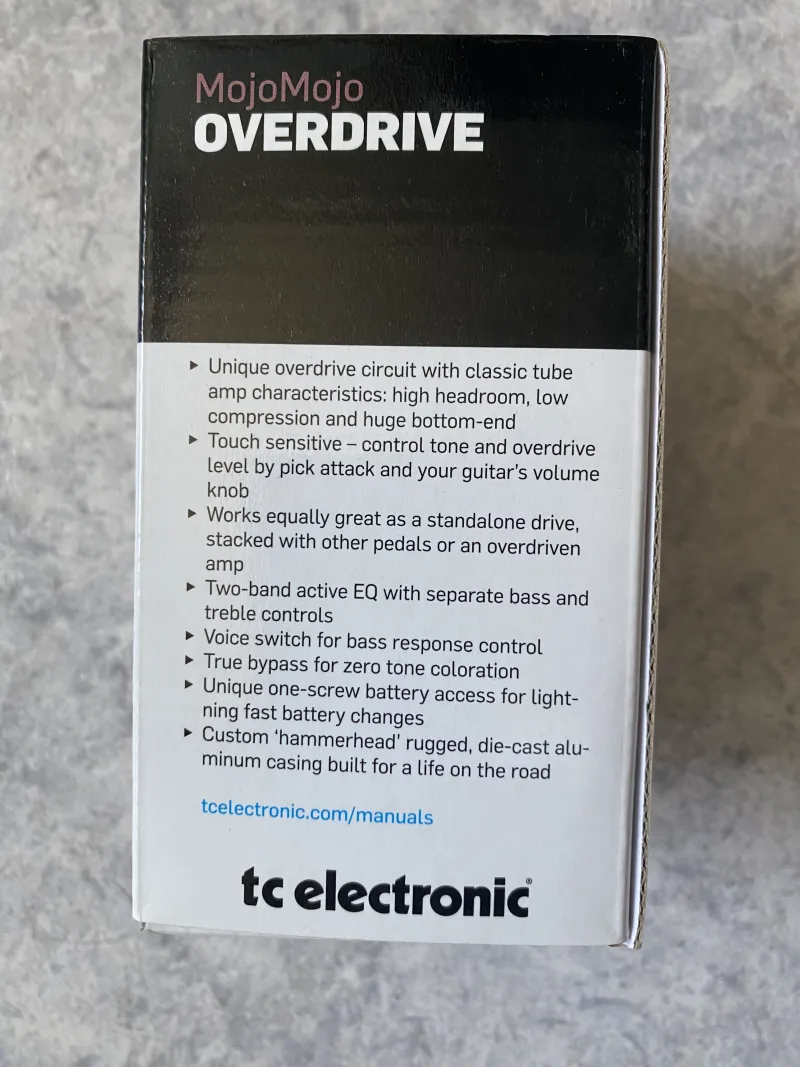 MojoMojo
OVERDRIVE
▸ Unique overdrive circuit with classic tube
amp characteristics: high headroom, low
compression and huge bottom-end
▸ Touch sensitive – control tone and overdrive
level by pick attack and your guitar's volume
knob
▸ Works equally great as a standalone drive,
stacked with other pedals or an overdriven
amp
▸ Two-band active EQ with separate bass and
treble controls
▸ Voice switch for bass response control
▸ True bypass for zero tone coloration
▸ Unique one-screw battery access for light-
ning fast battery changes
▸ Custom ‘hammerhead’ rugged, die-cast alu-
minum casing built for a life on the road
tcelectronic.com/manuals
tc electronic®